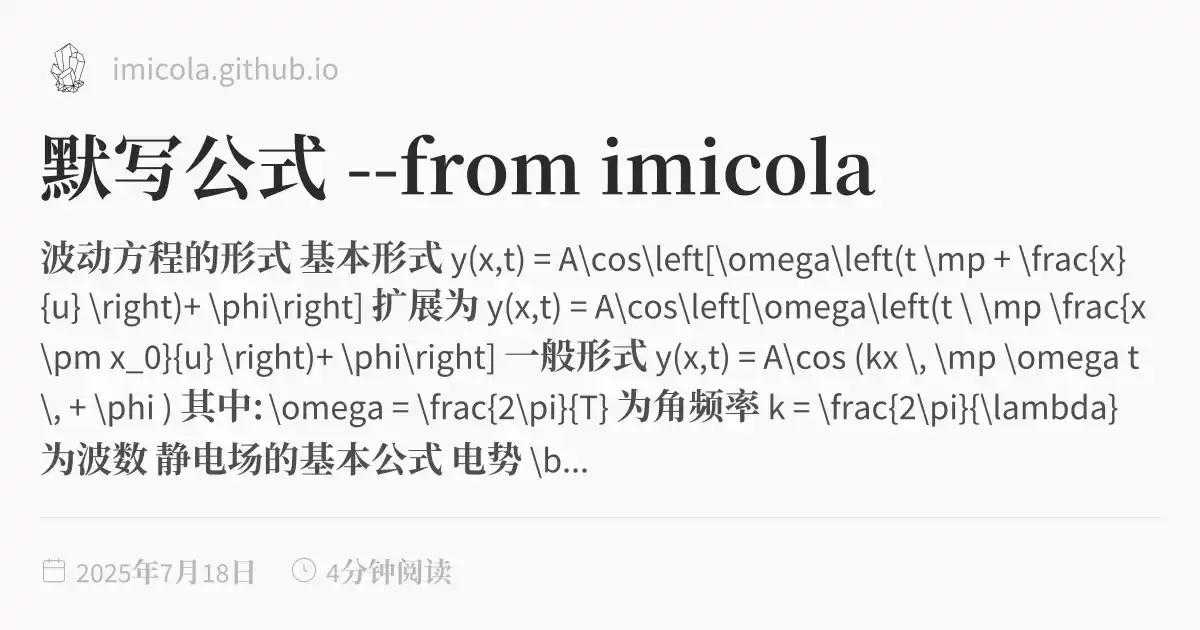 imicola.github.io
默写公式 --from imicola
波动方程的形式 基本形式 y(x,t) = A\cos\left[\omega\left(t \mp + \frac{x}
{u} \right)+ \phi\right] 扩展为 y(x,t) = A\cos\left[\omega\left(t \ \mp \frac{x
\pm x_0}{u} \right)+ \phi\right] 一般形式 y(x,t) = A\cos (kx \, \mp \omega t
\, + \phi ) 其中: \omega = \frac{2\pi}{T} 为角频率 k = \frac{2\pi}{\lambda}
为波数 静电场的基本公式 电势 \b...
2025年7月18日 4分钟阅读